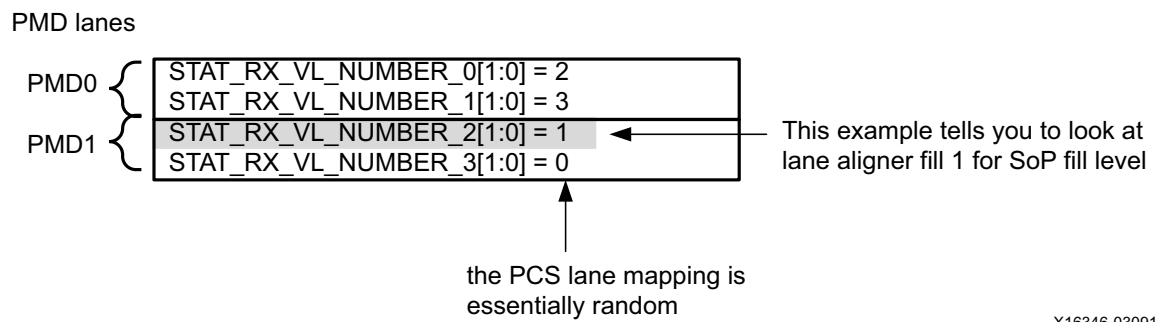 PMD lanes
PMD0
STAT_RX_VL_NUMBER_0[1:0] = 2
STAT_RX_VL_NUMBER_1[1:0] = 3
PMD1
STAT_RX_VL_NUMBER_2[1:0] = 1
STAT_RX_VL_NUMBER_3[1:0] = 0
This example tells you to look at
lane aligner fill 1 for SoP fill level
the PCS lane mapping is
essentially random